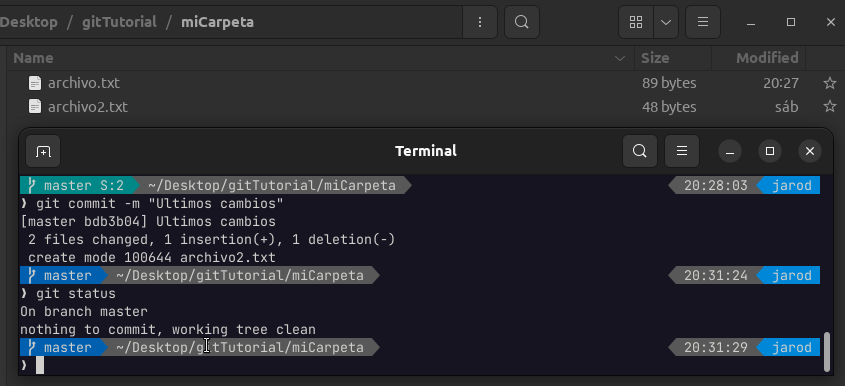 Desktop / gitTutorial / miCarpeta
Name Size Modified
archivo.txt 89 bytes 20:27
archivo2.txt 48 bytes sáb
Terminal
master S:2 ~/Desktop/gitTutorial/miCarpeta 20:28:03 jarod
❯ git commit -m "Ultimos cambios"
[master bdb3b04] Ultimos cambios
 2 files changed, 1 insertion(+), 1 deletion(-)
 create mode 100644 archivo2.txt
master ~/Desktop/gitTutorial/miCarpeta 20:31:24 jarod
❯ git status
On branch master
nothing to commit, working tree clean
master ~/Desktop/gitTutorial/miCarpeta 20:31:29 jarod
❯